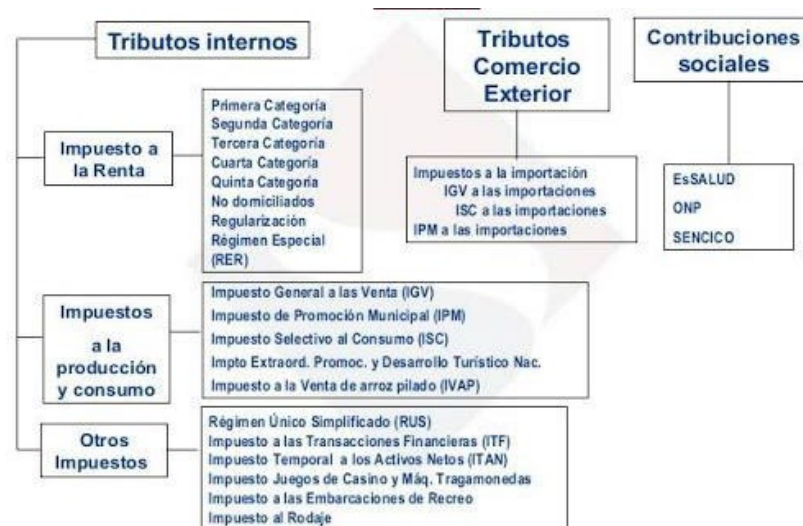 Tributos internos
Tributos
Comercio
Exterior
Contribuciones
sociales
Impuesto a
la Renta
Primera Categoría
Segunda Categoría
Tercera Categoría
Cuarta Categoría
Quinta Categoría
No domiciliados
Regularización
Régimen Especial
(RER)
Impuestos a la importación
IGV a las importaciones
ISC a las importaciones
IPM a las importaciones
EsSALUD
ONP
SENCICO
Impuestos
a la
producción
y consumo
Impuesto General a las Venta (IGV)
Impuesto de Promoción Municipal (IPM)
Impuesto Selectivo al Consumo (ISC)
Impto Extraord. Promoc. y Desarrollo Turístico Nac.
Impuesto a la Venta de arroz pilado (IVAP)
Otros
Impuestos
Régimen Único Simplificado (RUS)
Impuesto a las Transacciones Financieras (ITF)
Impuesto Temporal a los Activos Netos (ITAN)
Impuesto Juegos de Casino y Máq. Tragamonedas
Impuesto a las Embarcaciones de Recreo
Impuesto al Rodaje